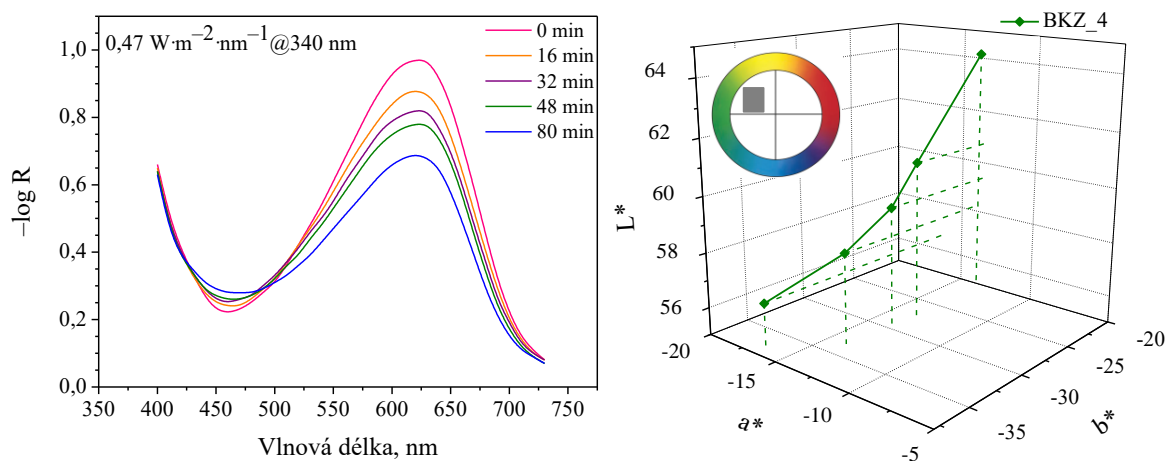 0,47 W·m⁻²·nm⁻¹@340 nm
0 min
16 min
32 min
48 min
80 min
1,0
0,8
0,6
0,4
0,2
0,0
350 400 450 500 550 600 650 700 750
–log R
Vlnová délka, nm
BKZ_4
64
62
60
58
56
L*
-20
-15
-10
-5
a*
-35
-30
-25
-20
b*